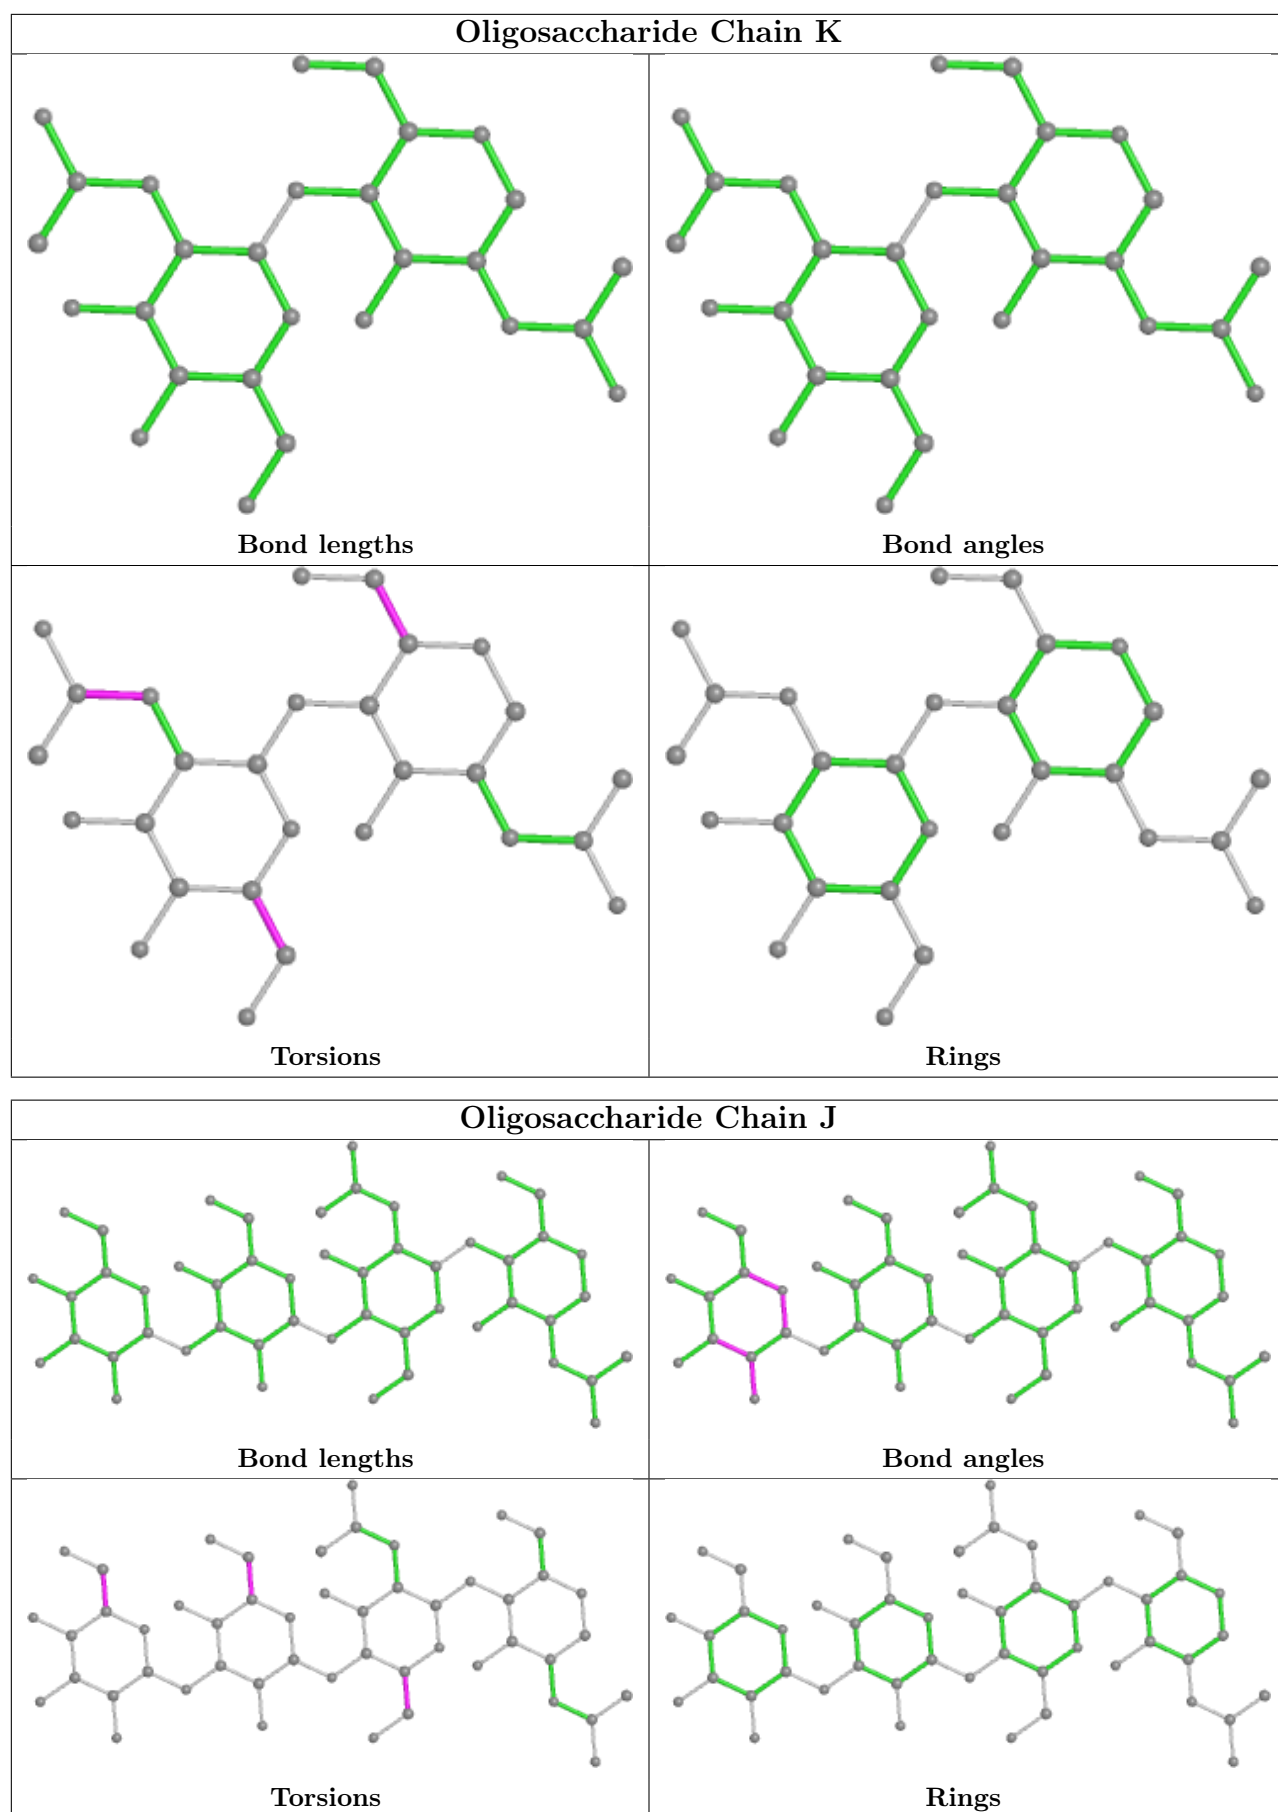 Oligosaccharide Chain K
Bond lengths
Bond angles
Torsions
Rings
Oligosaccharide Chain J
Bond lengths
Bond angles
Torsions
Rings